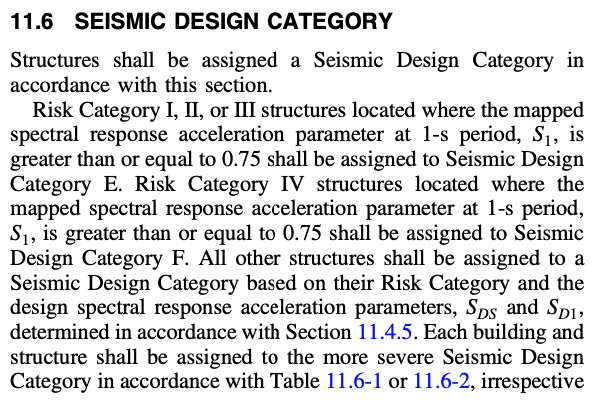 11.6 SEISMIC DESIGN CATEGORY
Structures shall be assigned a Seismic Design Category in
accordance with this section.
Risk Category I, II, or III structures located where the mapped
spectral response acceleration parameter at 1-s period, S1, is
greater than or equal to 0.75 shall be assigned to Seismic Design
Category E. Risk Category IV structures located where the
mapped spectral response acceleration parameter at 1-s period,
S1, is greater than or equal to 0.75 shall be assigned to Seismic
Design Category F. All other structures shall be assigned to a
Seismic Design Category based on their Risk Category and the
design spectral response acceleration parameters, SDS and SD1,
determined in accordance with Section 11.4.5. Each building and
structure shall be assigned to the more severe Seismic Design
Category in accordance with Table 11.6-1 or 11.6-2, irrespective